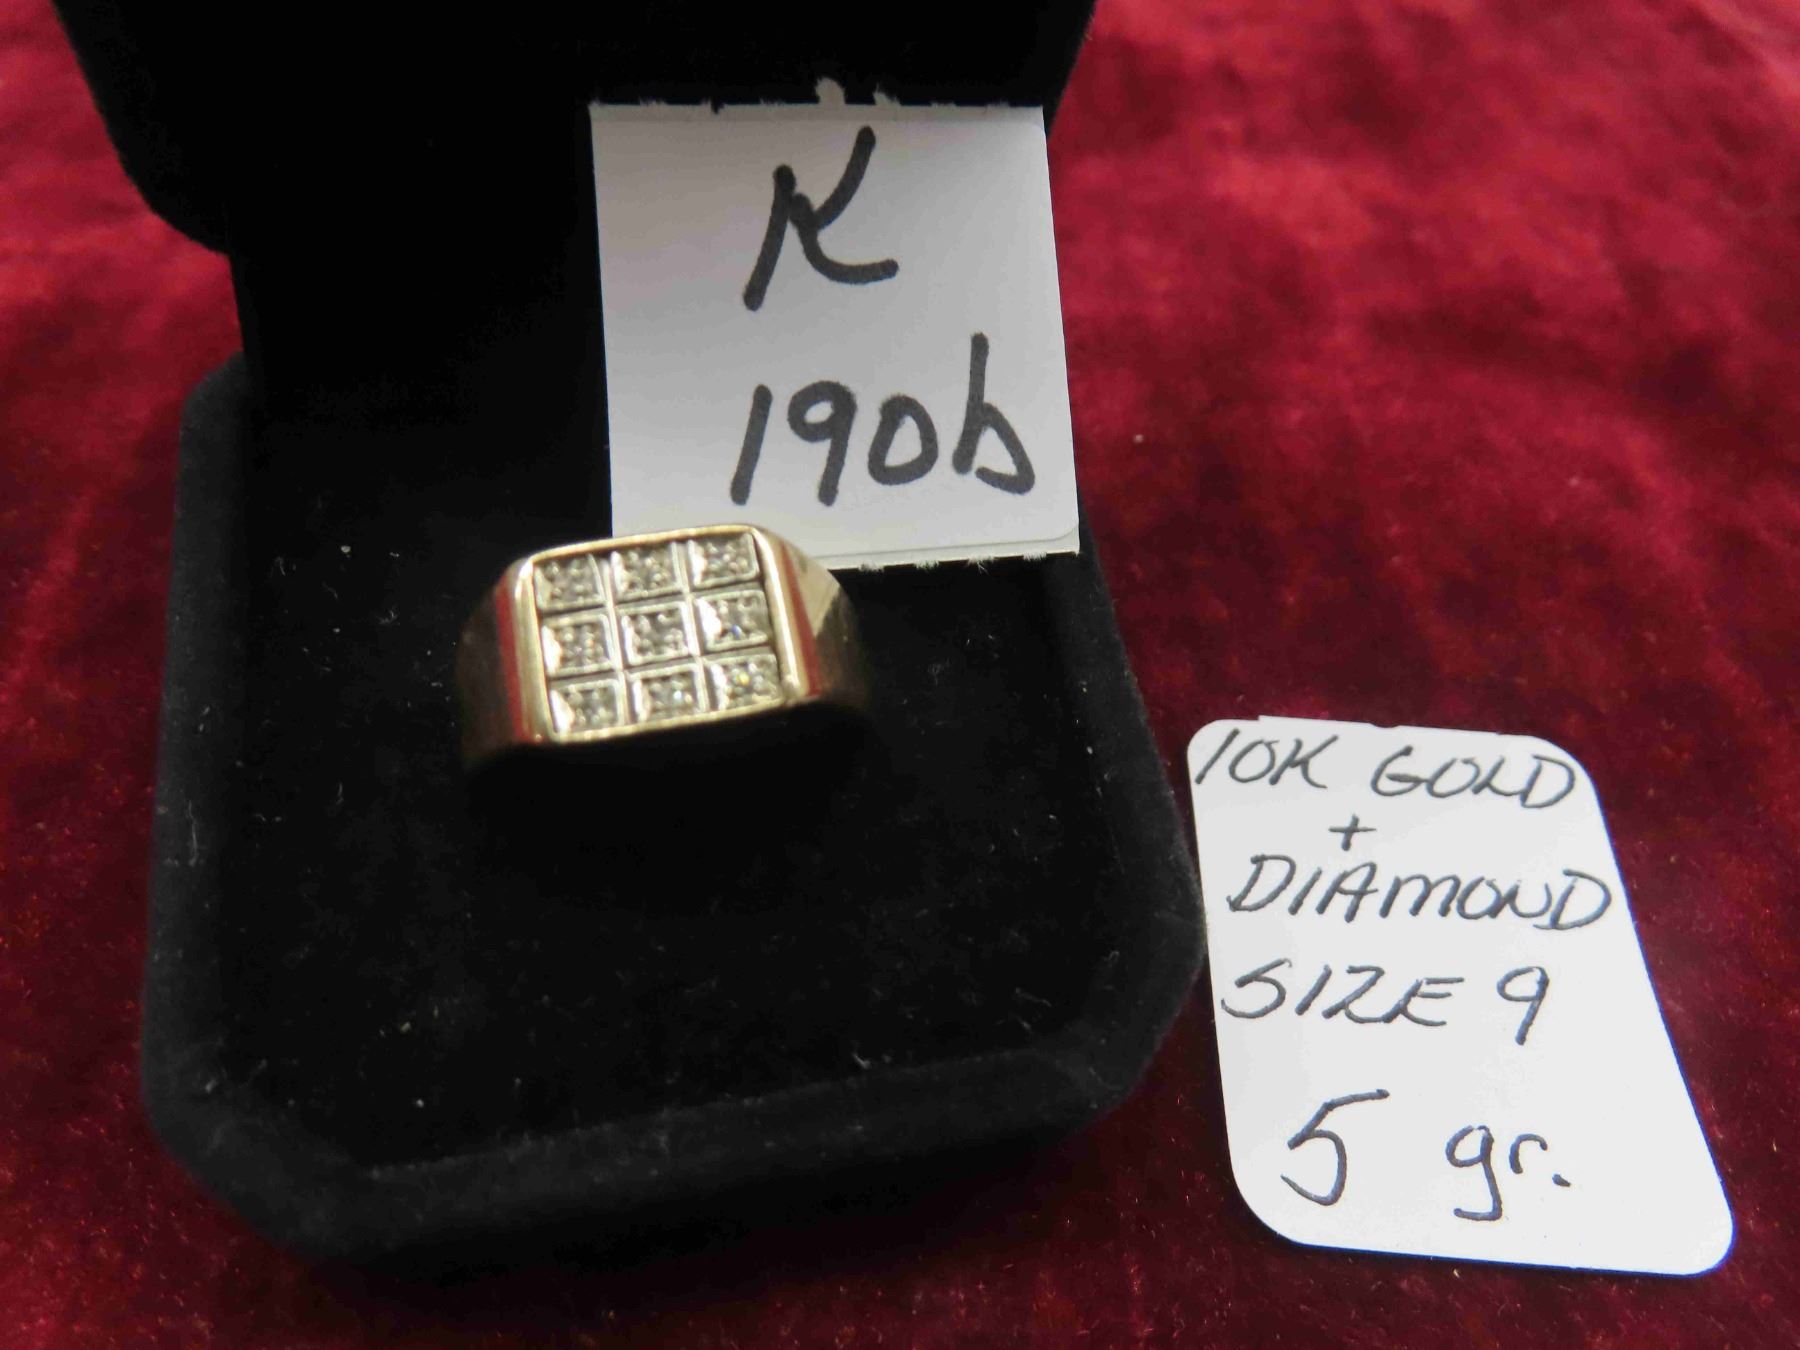 K
190b
10K GOLD
+
DIAMOND
SIZE 9
5 gr.